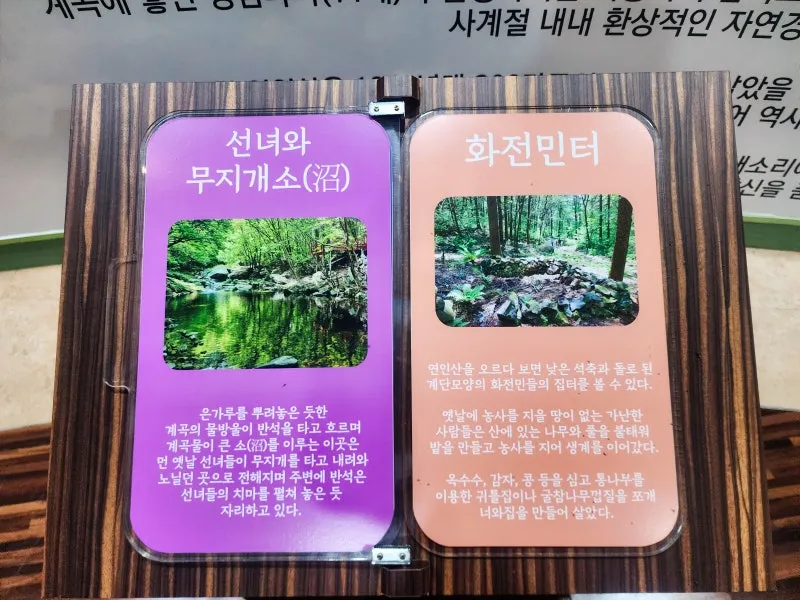 사계절 내내 환상적인 자연경
선녀와
무지개소(沼)
은가루를 뿌려놓은 듯한
계곡의 물방울이 반석을 타고 흐르며
계곡물이 큰 소(沼)를 이루는 이곳은
먼 옛날 선녀들이 무지개를 타고 내려와
노닐던 곳으로 전해지며 주변에 반석은
선녀들의 치마를 펼쳐 놓은 듯
자리하고 있다.
화전민터
연인산을 오르다 보면 낮은 석축과 돌로 된
계단모양의 화전민들의 집터를 볼 수 있다.
옛날에 농사를 지을 땅이 없는 가난한
사람들은 산에 있는 나무와 풀을 불태워
밭을 만들고 농사를 지어 생계를 이어갔다.
옥수수, 감자, 콩 등을 심고 통나무를
이용한 귀틀집이나 굴참나무껍질을 쪼개
너와집을 만들어 살았다.